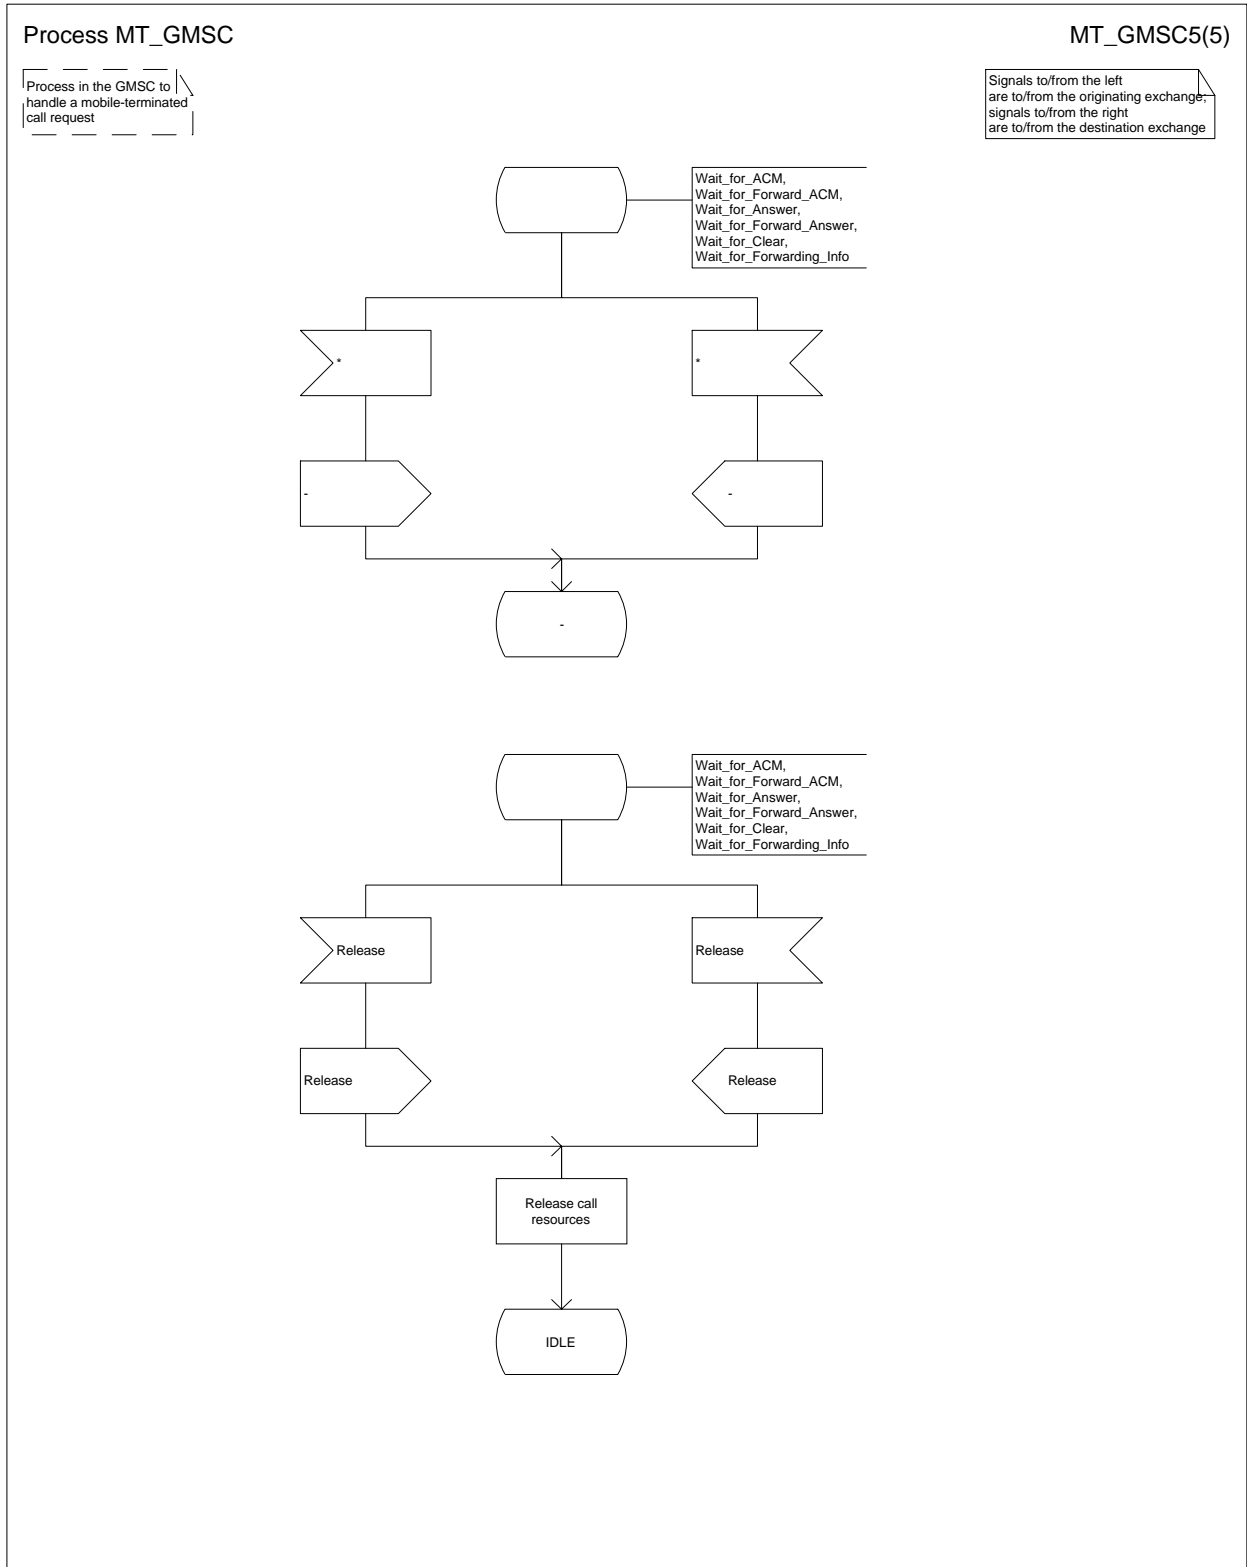 Process MT_GMSC
MT_GMSC5(5)
Process in the GMSC to
handle a mobile-terminated
call request
Signals to/from the left
are to/from the originating exchange;
signals to/from the right
are to/from the destination exchange
Wait_for_ACM,
Wait_for_Forward_ACM,
Wait_for_Answer,
Wait_for_Forward_Answer,
Wait_for_Clear,
Wait_for_Forwarding_Info
*
*
-
-
-
Wait_for_ACM,
Wait_for_Forward_ACM,
Wait_for_Answer,
Wait_for_Forward_Answer,
Wait_for_Clear,
Wait_for_Forwarding_Info
Release
Release
Release
Release
Release call
resources
IDLE